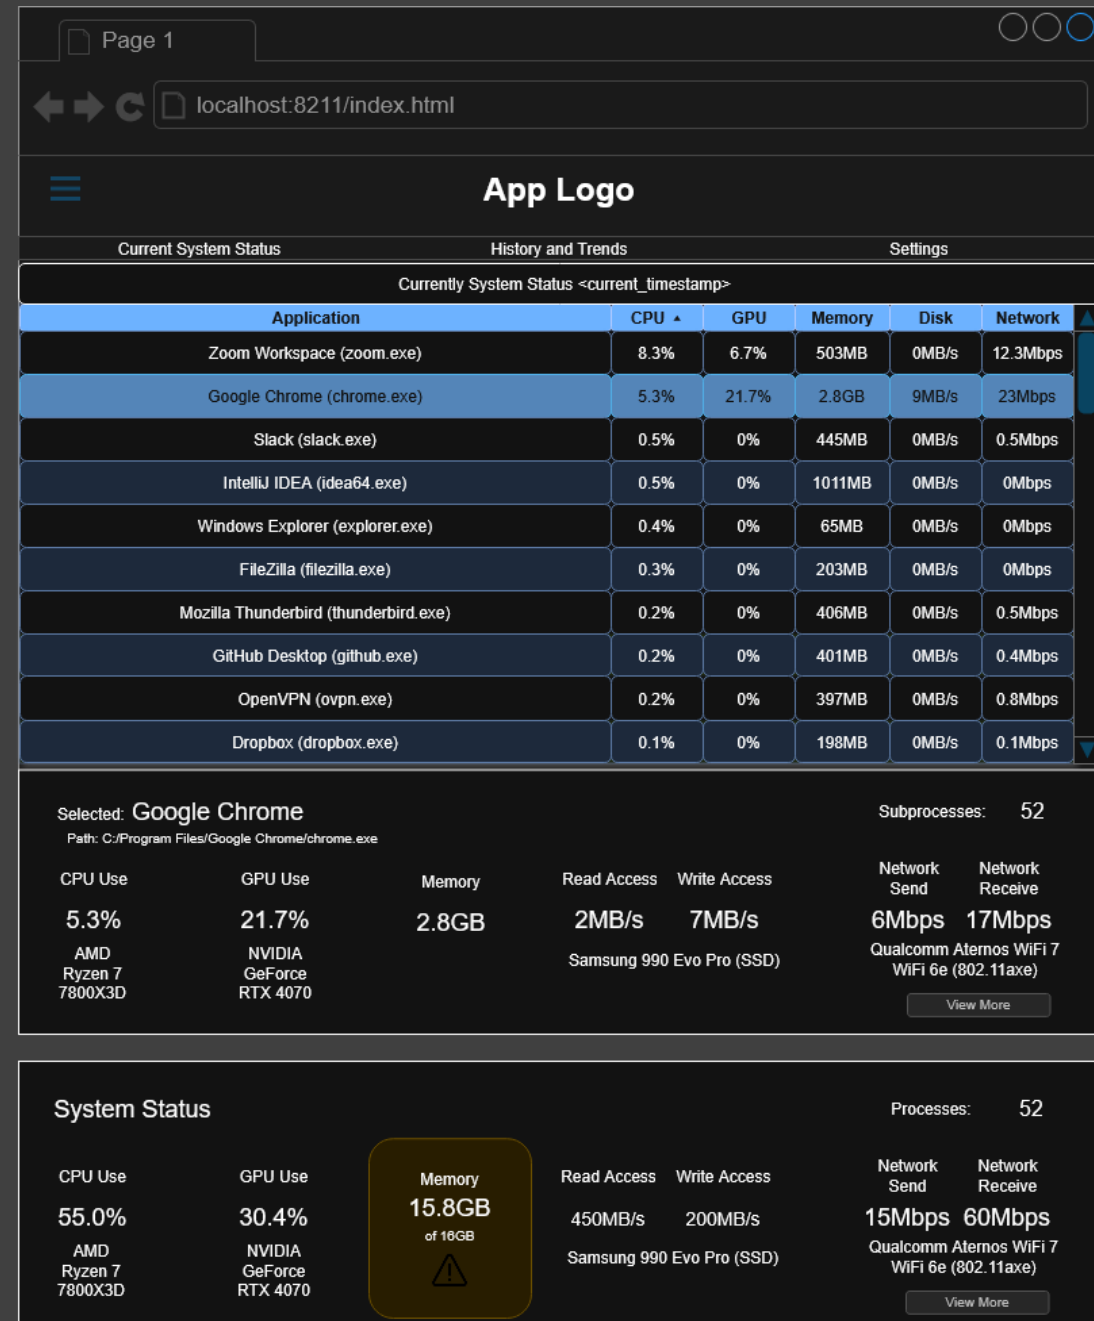 Page 1
localhost:8211/index.html
App Logo
Current System Status History and Trends Settings
Currently System Status <current_timestamp>
Application CPU ▲ GPU Memory Disk Network
Zoom Workspace (zoom.exe) 8.3% 6.7% 503MB 0MB/s 12.3Mbps
Google Chrome (chrome.exe) 5.3% 21.7% 2.8GB 9MB/s 23Mbps
Slack (slack.exe) 0.5% 0% 445MB 0MB/s 0.5Mbps
IntelliJ IDEA (idea64.exe) 0.5% 0% 1011MB 0MB/s 0Mbps
Windows Explorer (explorer.exe) 0.4% 0% 65MB 0MB/s 0Mbps
FileZilla (filezilla.exe) 0.3% 0% 203MB 0MB/s 0Mbps
Mozilla Thunderbird (thunderbird.exe) 0.2% 0% 406MB 0MB/s 0.5Mbps
GitHub Desktop (github.exe) 0.2% 0% 401MB 0MB/s 0.4Mbps
OpenVPN (ovpn.exe) 0.2% 0% 397MB 0MB/s 0.8Mbps
Dropbox (dropbox.exe) 0.1% 0% 198MB 0MB/s 0.1Mbps
Selected: Google Chrome Subprocesses: 52
Path: C:/Program Files/Google Chrome/chrome.exe
CPU Use GPU Use Memory Read Access Write Access Network Network
Send Receive
5.3% 21.7% 2.8GB 2MB/s 7MB/s 6Mbps 17Mbps
AMD NVIDIA Samsung 990 Evo Pro (SSD) Qualcomm Aternos WiFi 7
Ryzen 7 GeForce WiFi 6e (802.11axe)
7800X3D RTX 4070
View More
System Status Processes: 52
CPU Use GPU Use Memory Read Access Write Access Network Network
Send Receive
55.0% 30.4% 15.8GB 450MB/s 200MB/s 15Mbps 60Mbps
of 16GB
AMD NVIDIA Samsung 990 Evo Pro (SSD) Qualcomm Aternos WiFi 7
Ryzen 7 GeForce WiFi 6e (802.11axe)
7800X3D RTX 4070
View More